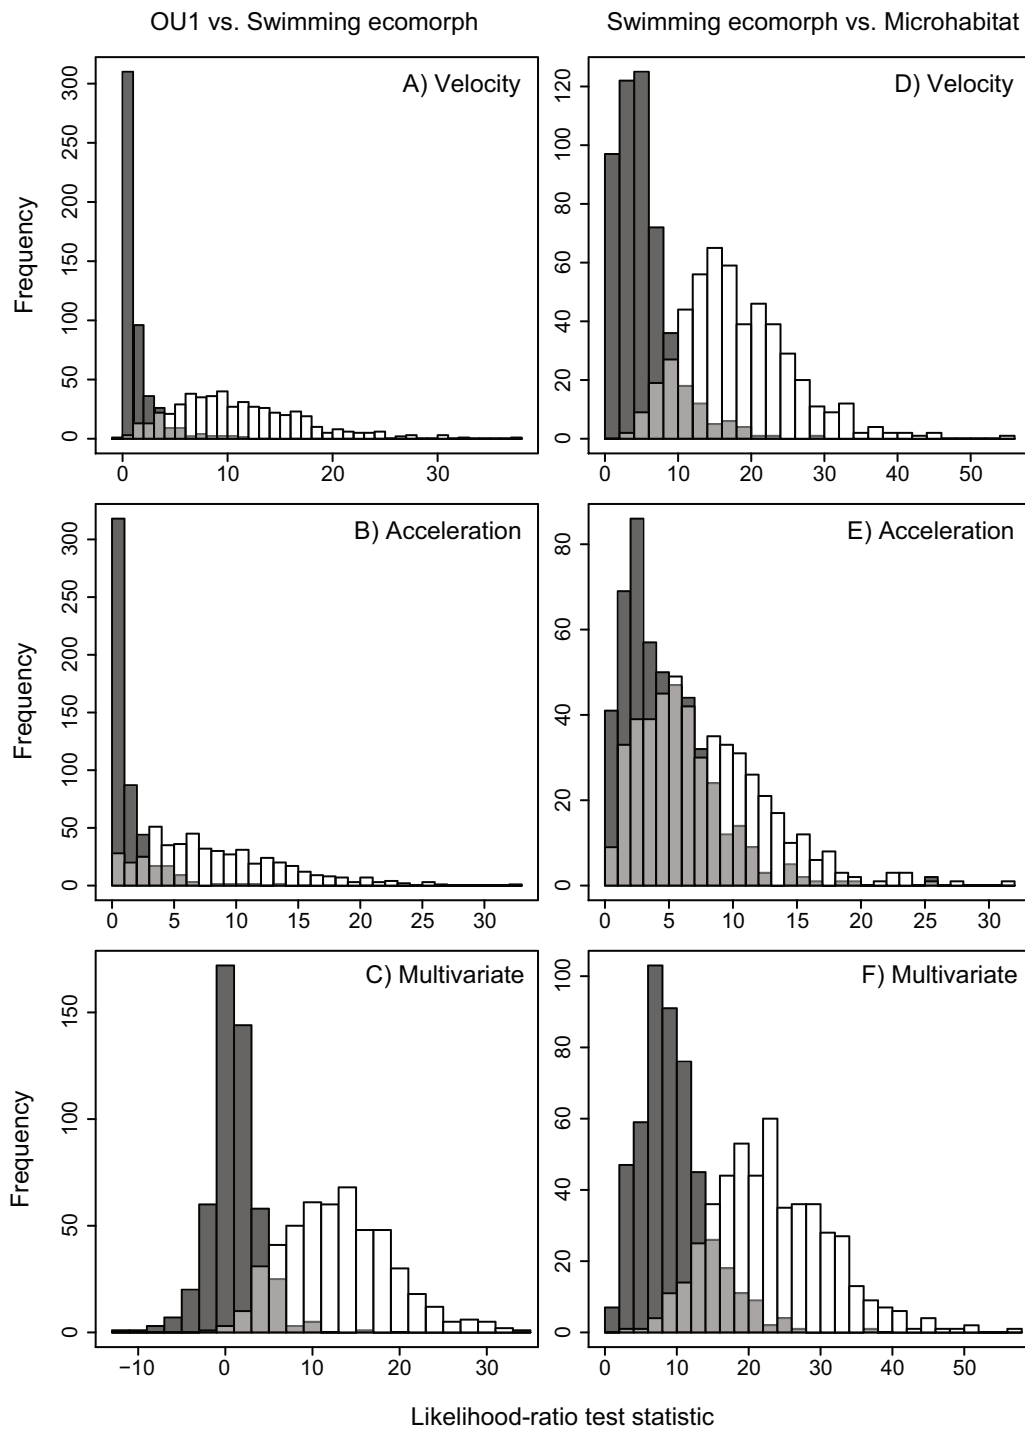 OU1 vs. Swimming ecomorph
Swimming ecomorph vs. Microhabitat
A) Velocity
Frequency
0 50 100 150 200 250 300
0 10 20 30
D) Velocity
0 20 40 60 80 100 120
0 10 20 30 40 50
B) Acceleration
Frequency
0 50 100 150 200 250 300
0 5 10 15 20 25 30
E) Acceleration
0 20 40 60 80
0 5 10 15 20 25 30
C) Multivariate
Frequency
0 50 100 150
−10 0 10 20 30
F) Multivariate
0 20 40 60 80 100
0 10 20 30 40 50
Likelihood-ratio test statistic